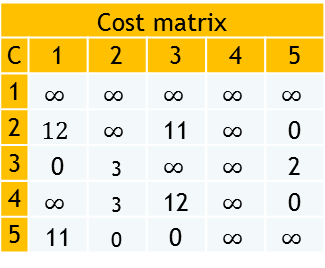 Cost matrix
C 1 2 3 4 5
1 ∞ ∞ ∞ ∞ ∞
2 12 ∞ 11 ∞ 0
3 0 3 ∞ ∞ 2
4 ∞ 3 12 ∞ 0
5 11 0 0 ∞ ∞